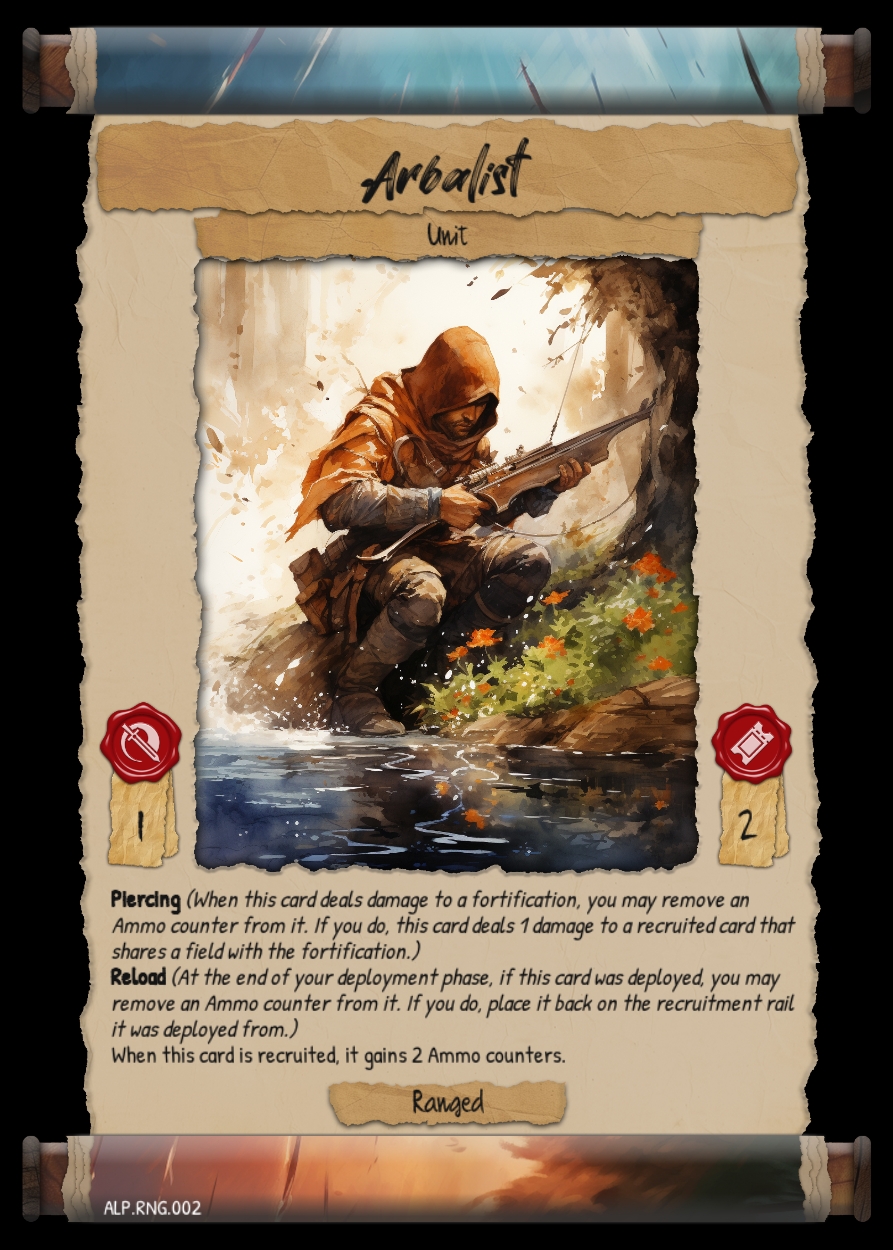 Arbalist
Unit
1
2
Piercing (When this card deals damage to a fortification, you may remove an
Ammo counter from it. If you do, this card deals 1 damage to a recruited card that
shares a field with the fortification.)
Reload (At the end of your deployment phase, if this card was deployed, you may
remove an Ammo counter from it. If you do, place it back on the recruitment rail
it was deployed from.)
When this card is recruited, it gains 2 Ammo counters.
Ranged
ALP.RNG.002